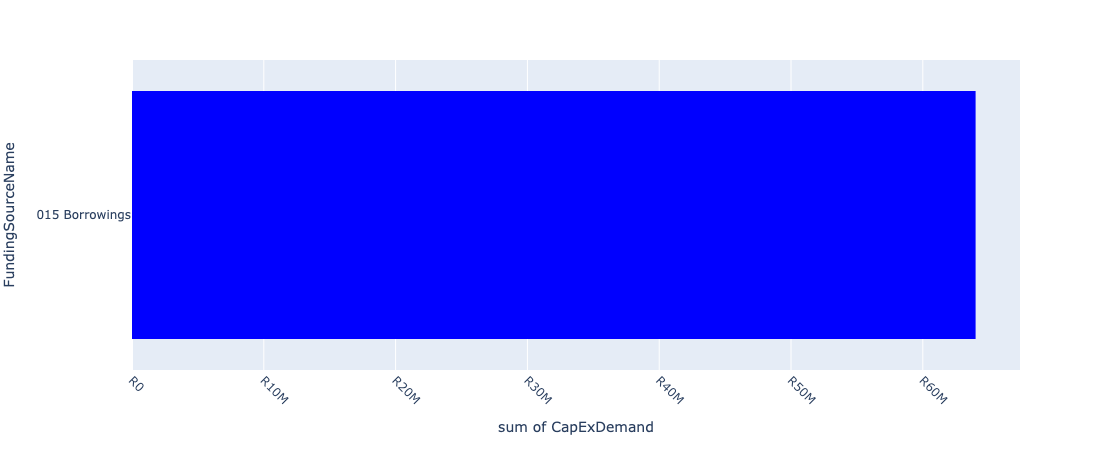 FundingSourceName
015 Borrowings
R0
R10M
R20M
R30M
R40M
R50M
R60M
sum of CapExDemand